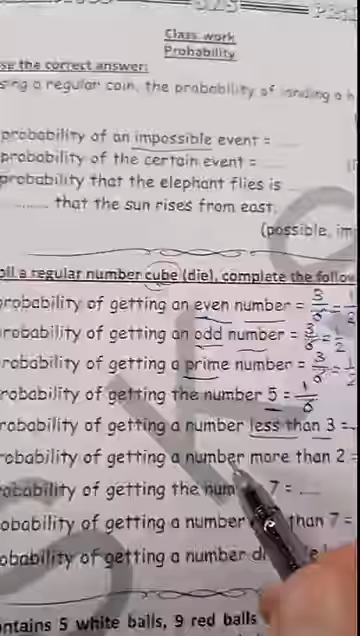 Class work
Probability
se the correct answer:
sing a regular coin, the probability of landing a h
probability of an impossible event = ....
probability of the certain event = ....
probability that the elephant flies is ....
........ that the sun rises from east.
(possible, im
oll a regular number cube (die), complete the follow
robability of getting an even number = 3/6 = 1/2
robability of getting an odd number = 3/6 = 1/2
robability of getting a prime number = 3/6 = 1/2
robability of getting the number 5 = 1/6
robability of getting a number less than 3 =
robability of getting a number more than 2 =
obability of getting the num 7 = ....
obability of getting a number than 7 =
obability of getting a number
ontains 5 white balls, 9 red balls